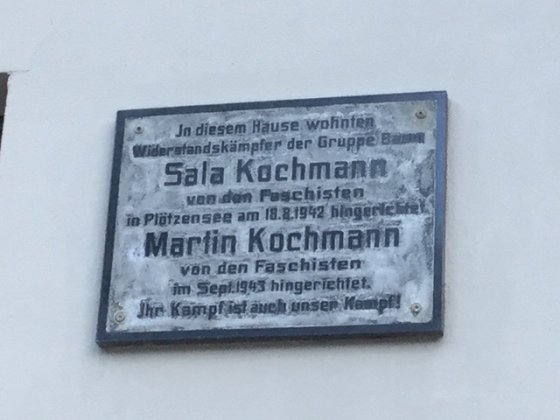 In diesem Hause wohnten
Widerstandskämpfer der Gruppe Baum
Sala Kochmann
von den Faschisten
in Plötzensee am 18.8.1942 hingerichtet
Martin Kochmann
von den Faschisten
im Sept.1943 hingerichtet.
Ihr Kampf ist auch unser Kampf!